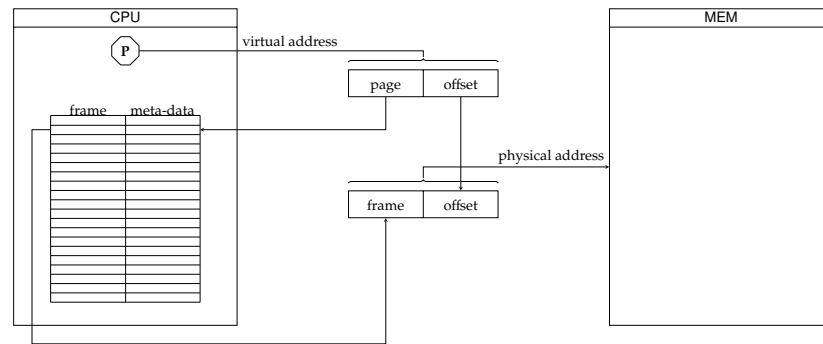 CPU
MEM
P
virtual address
page offset
frame meta-data
physical address
frame offset